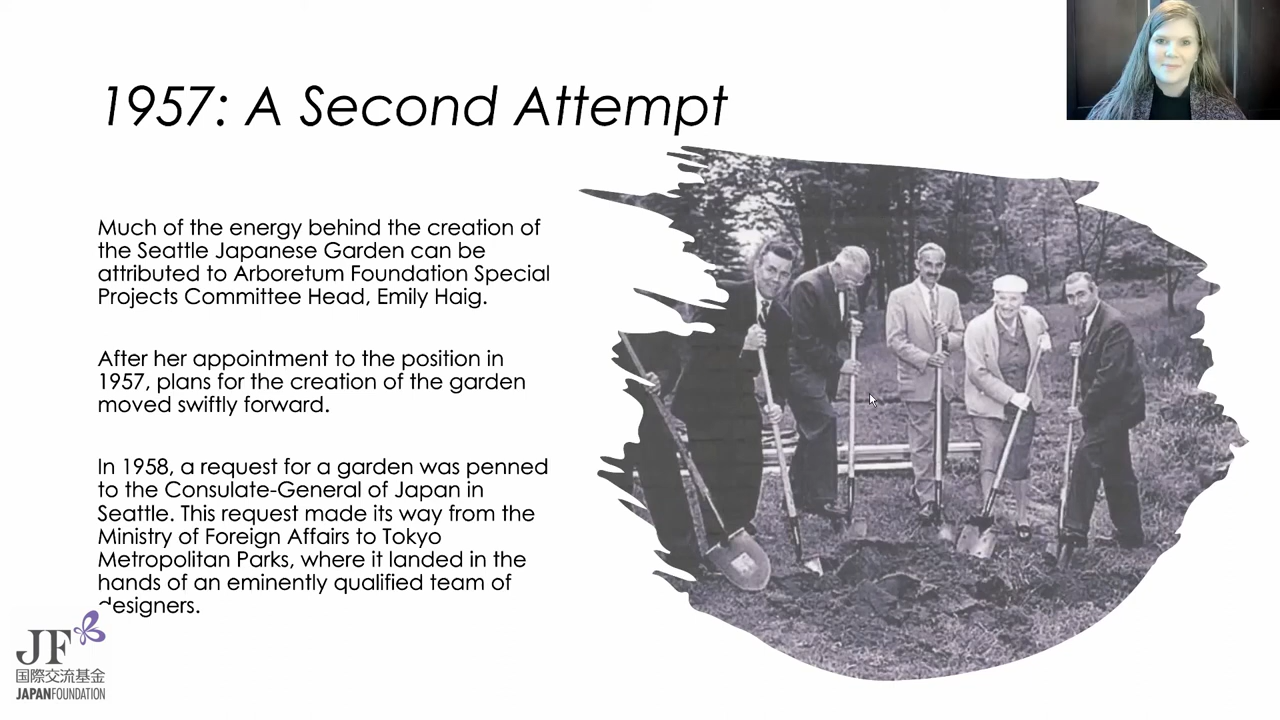 1957: A Second Attempt
Much of the energy behind the creation of
the Seattle Japanese Garden can be
attributed to Arboretum Foundation Special
Projects Committee Head, Emily Haig.
After her appointment to the position in
1957, plans for the creation of the garden
moved swiftly forward.
In 1958, a request for a garden was penned
to the Consulate-General of Japan in
Seattle. This request made its way from the
Ministry of Foreign Affairs to Tokyo
Metropolitan Parks, where it landed in the
hands of an eminently qualified team of
designers.
JF
国際交流基金
JAPANFOUNDATION